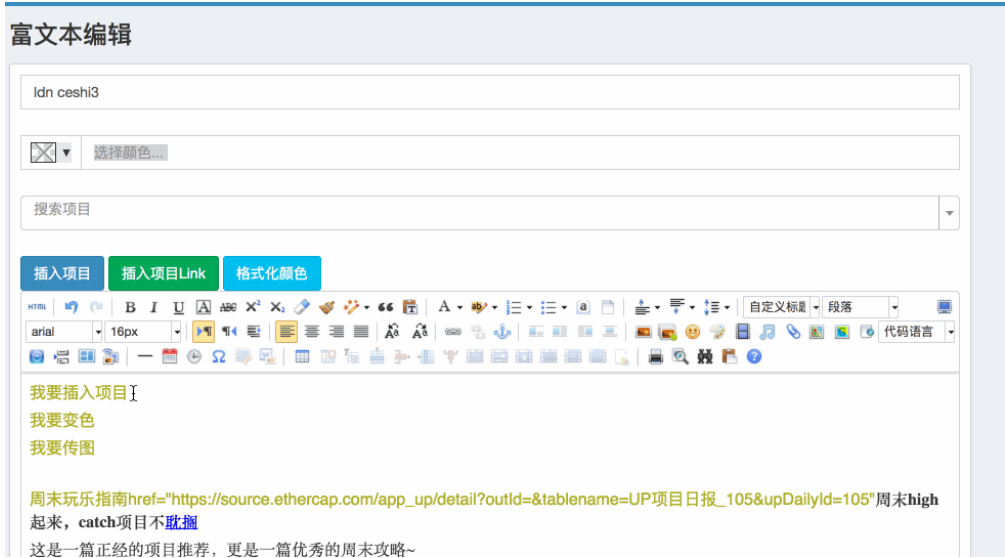 富文本编辑
ldn ceshi3
选择颜色...
搜索项目
插入项目 插入项目Link 格式化颜色
HTML B I U A ABC X² X₂ A ab a 自定义标题 段落
arial 16px 代码语言
我要插入项目
我要变色
我要传图
周末玩乐指南href="https://source.ethercap.com/app_up/detail?outId=&tablename=UP项目日报_105&upDailyId=105"周末high
起来，catch项目不耽搁
这是一篇正经的项目推荐，更是一篇优秀的周末攻略~